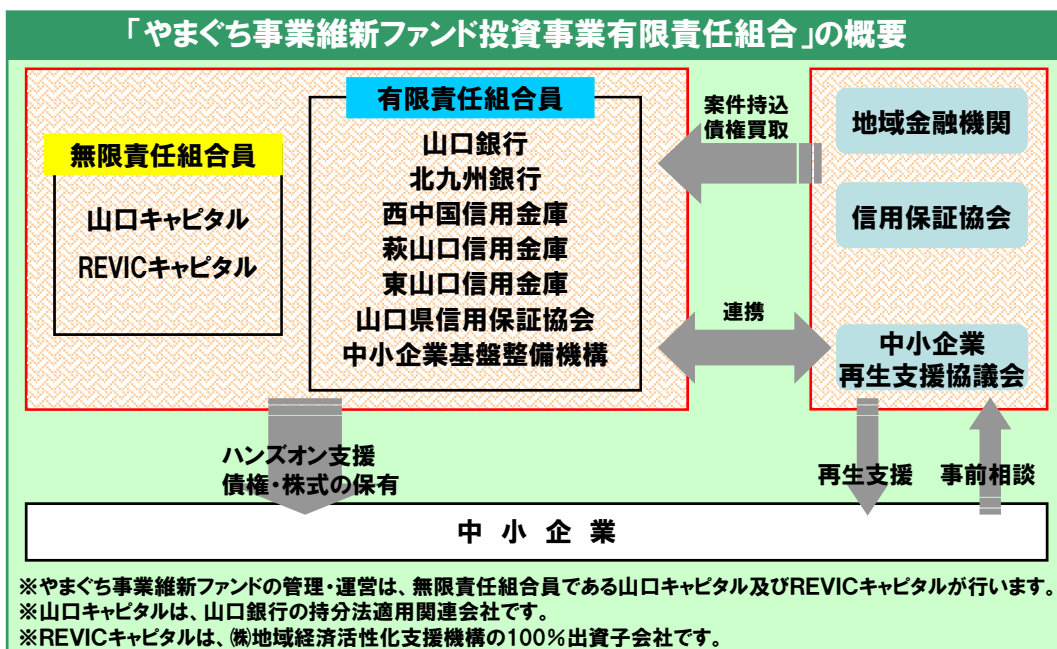 「やまぐち事業維新ファンド投資事業有限責任組合」の概要
無限責任組合員
山口キャピタル
REVICキャピタル
有限責任組合員
山口銀行
北九州銀行
西中国信用金庫
萩山口信用金庫
東山口信用金庫
山口県信用保証協会
中小企業基盤整備機構
案件持込
債権買取
連携
地域金融機関
信用保証協会
中小企業
再生支援協議会
ハンズオン支援
債権・株式の保有
再生支援
事前相談
中小企業
※やまぐち事業維新ファンドの管理・運営は、無限責任組合員である山口キャピタル及びREVICキャピタルが行います。
※山口キャピタルは、山口銀行の持分法適用関連会社です。
※REVICキャピタルは、㈱地域経済活性化支援機構の100%出資子会社です。